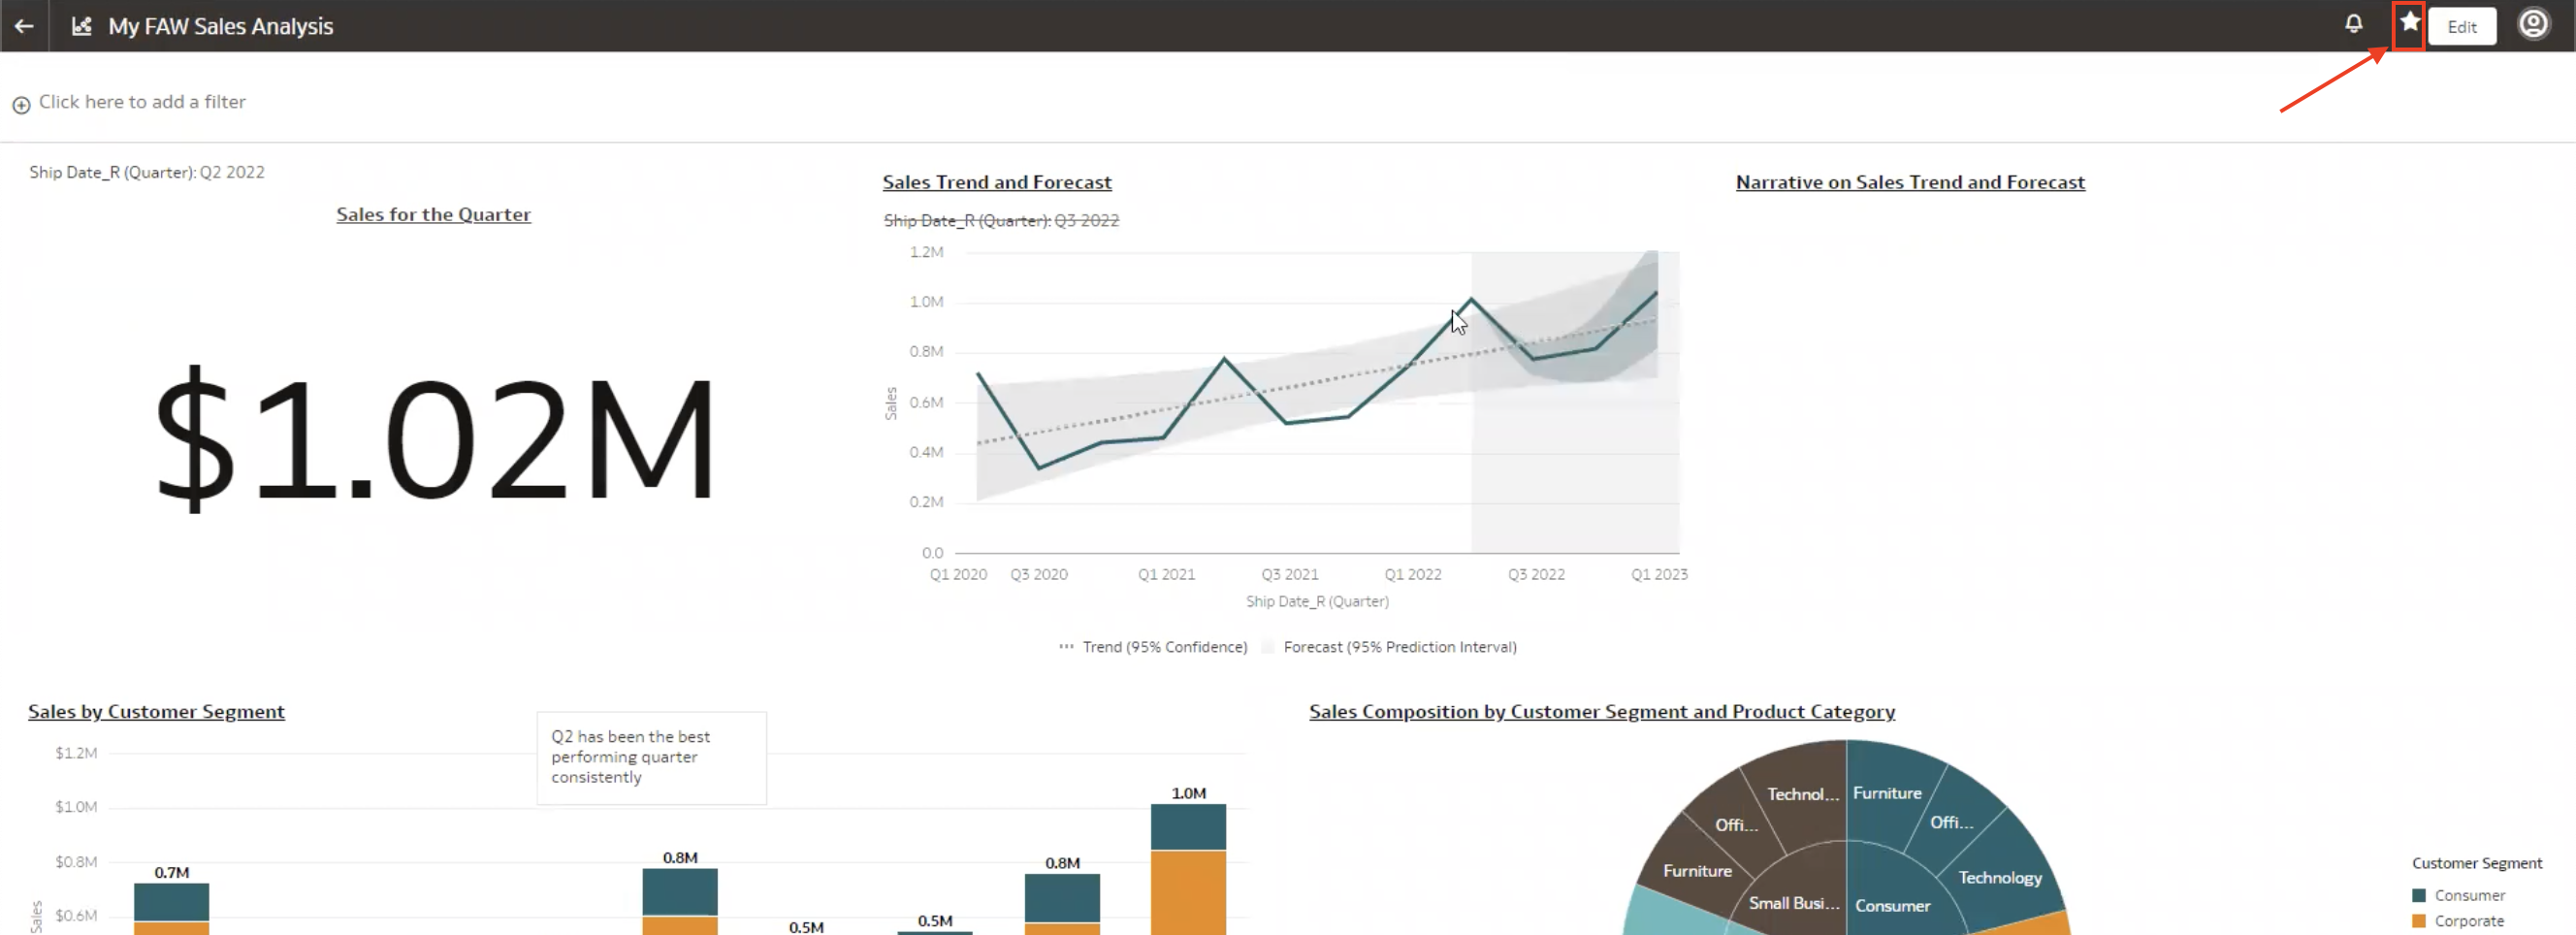 My FAW Sales Analysis
Edit
Click here to add a filter
Ship Date_R (Quarter): Q2 2022
Sales for the Quarter
$1.02M
Sales Trend and Forecast
Ship Date_R (Quarter): Q3 2022
1.2M
1.0M
0.8M
0.6M
0.4M
0.2M
0.0
Sales
Q1 2020 Q3 2020 Q1 2021 Q3 2021 Q1 2022 Q3 2022 Q1 2023
Ship Date_R (Quarter)
Trend (95% Confidence) Forecast (95% Prediction Interval)
Narrative on Sales Trend and Forecast
Sales by Customer Segment
Q2 has been the best
performing quarter
consistently
$1.2M
$1.0M
$0.8M
$0.6M
Sales
0.7M
0.8M
0.5M
0.5M
0.8M
1.0M
Sales Composition by Customer Segment and Product Category
Technol...
Furniture
Offi...
Offi...
Furniture
Technology
Small Busi...
Consumer
Customer Segment
Consumer
Corporate